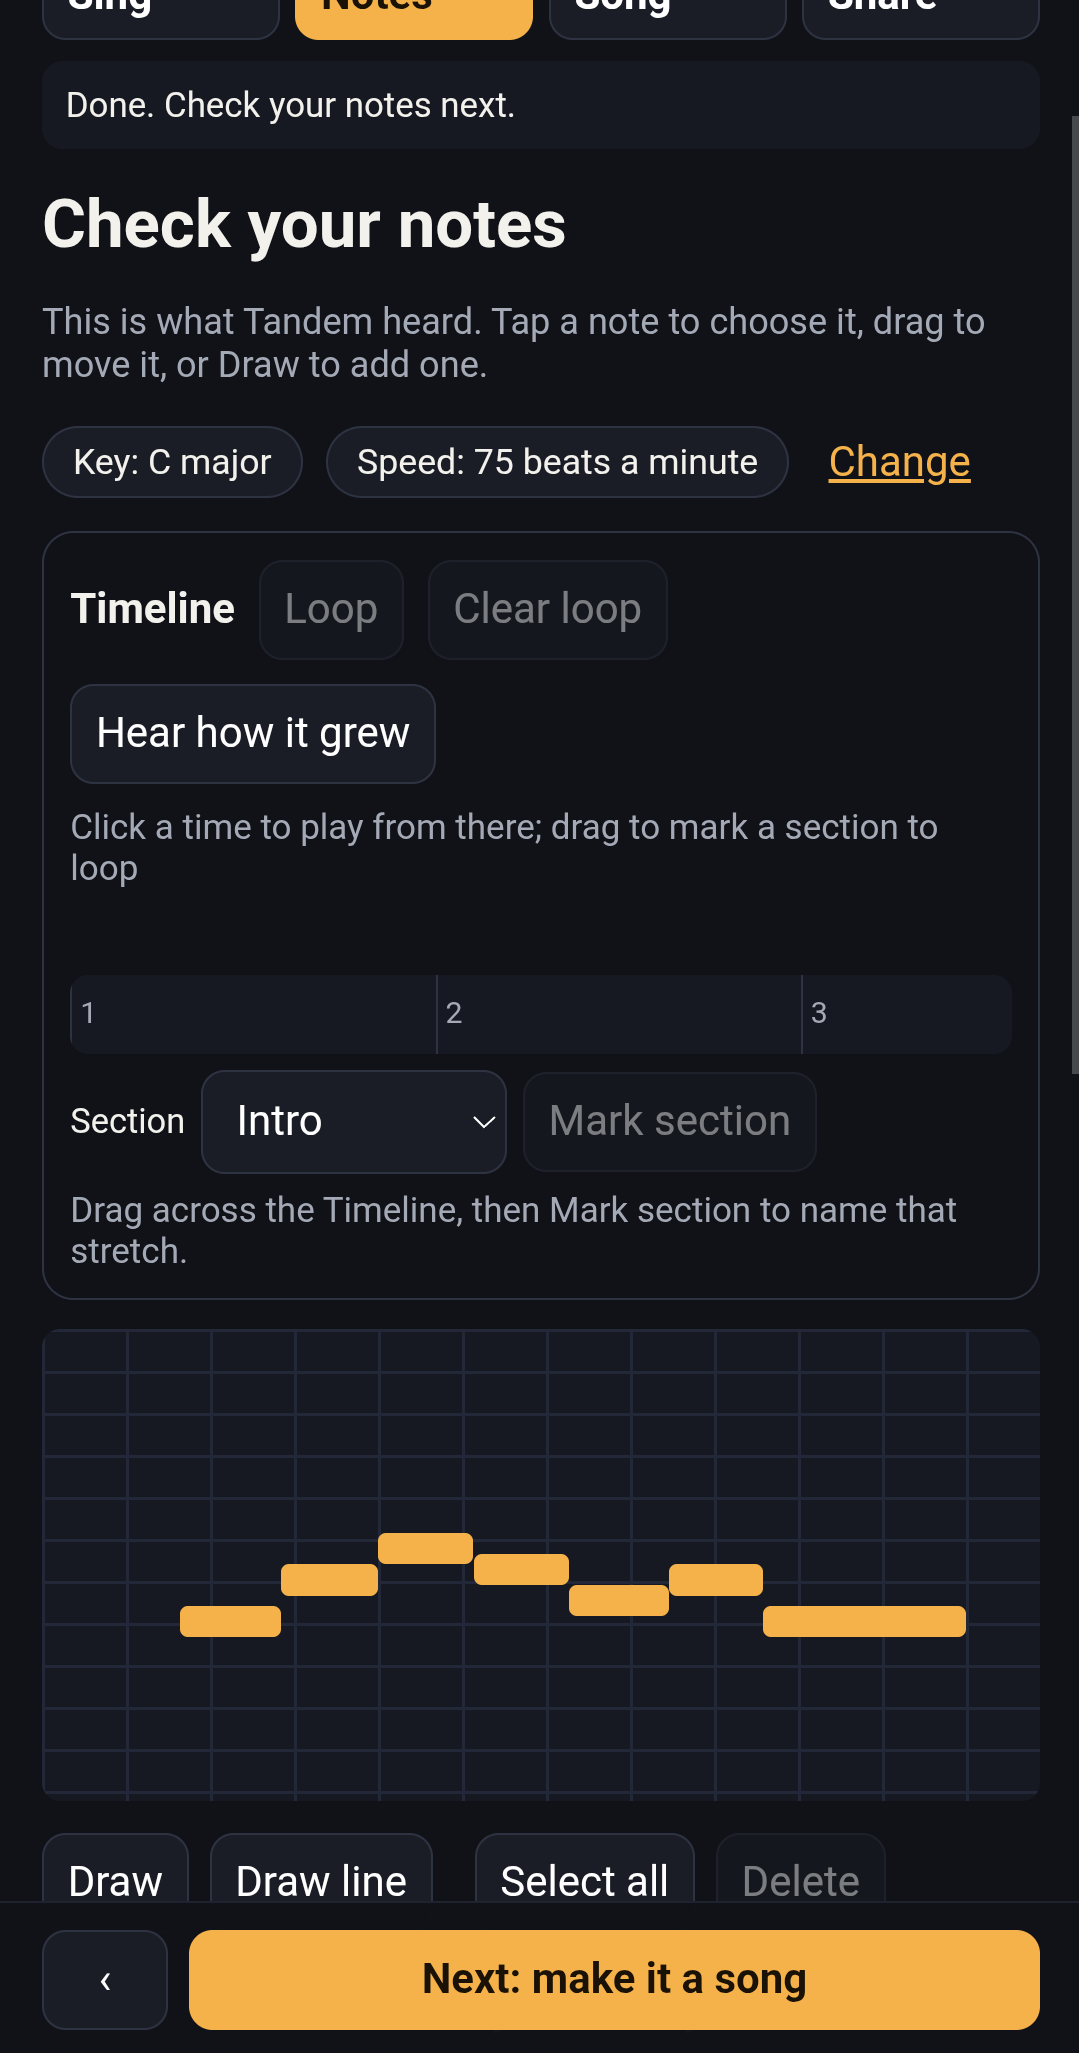 Sing Notes Song Share
Done. Check your notes next.
Check your notes
This is what Tandem heard. Tap a note to choose it, drag to
move it, or Draw to add one.
Key: C major Speed: 75 beats a minute Change
Timeline Loop Clear loop
Hear how it grew
Click a time to play from there; drag to mark a section to
loop
1 2 3
Section Intro Mark section
Drag across the Timeline, then Mark section to name that
stretch.
Draw Draw line Select all Delete
‹ Next: make it a song